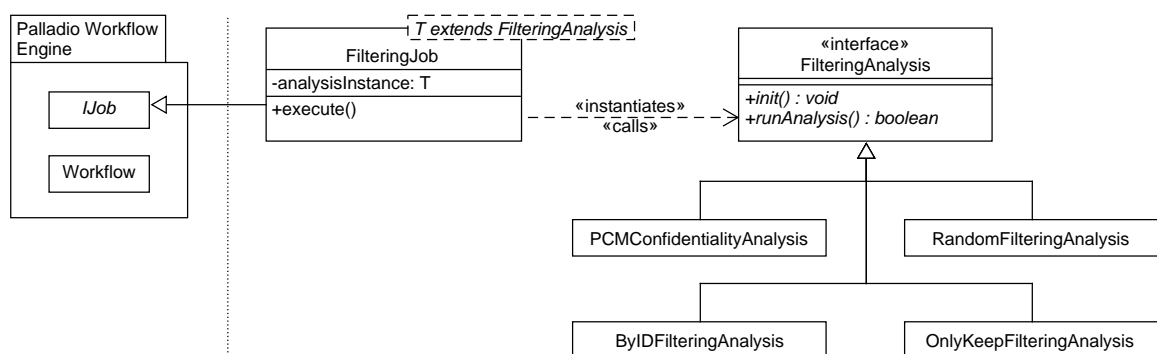 Palladio Workflow
Engine
IJob
Workflow
T extends FilteringAnalysis
FilteringJob
-analysisInstance: T
+execute()
«instantiates»
«calls»
«interface»
FilteringAnalysis
+init() : void
+runAnalysis() : boolean
PCMConfidentialityAnalysis
RandomFilteringAnalysis
ByIDFilteringAnalysis
OnlyKeepFilteringAnalysis